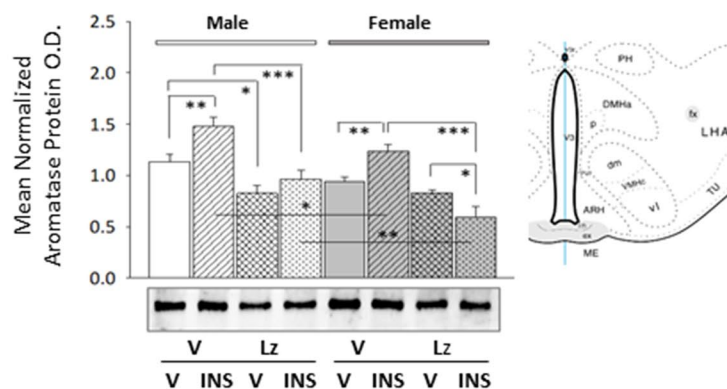 Male Female
Mean Normalized
Aromatase Protein O.D.
2.5
2.0
1.5
1.0
0.5
0.0
***
*
**
**
***
*
*
**
V Lz V Lz
V INS V INS V INS V INS
PH
DMHa
fx
p
LHA
V3
dm
VMHc
vl
TU
ARH
ME